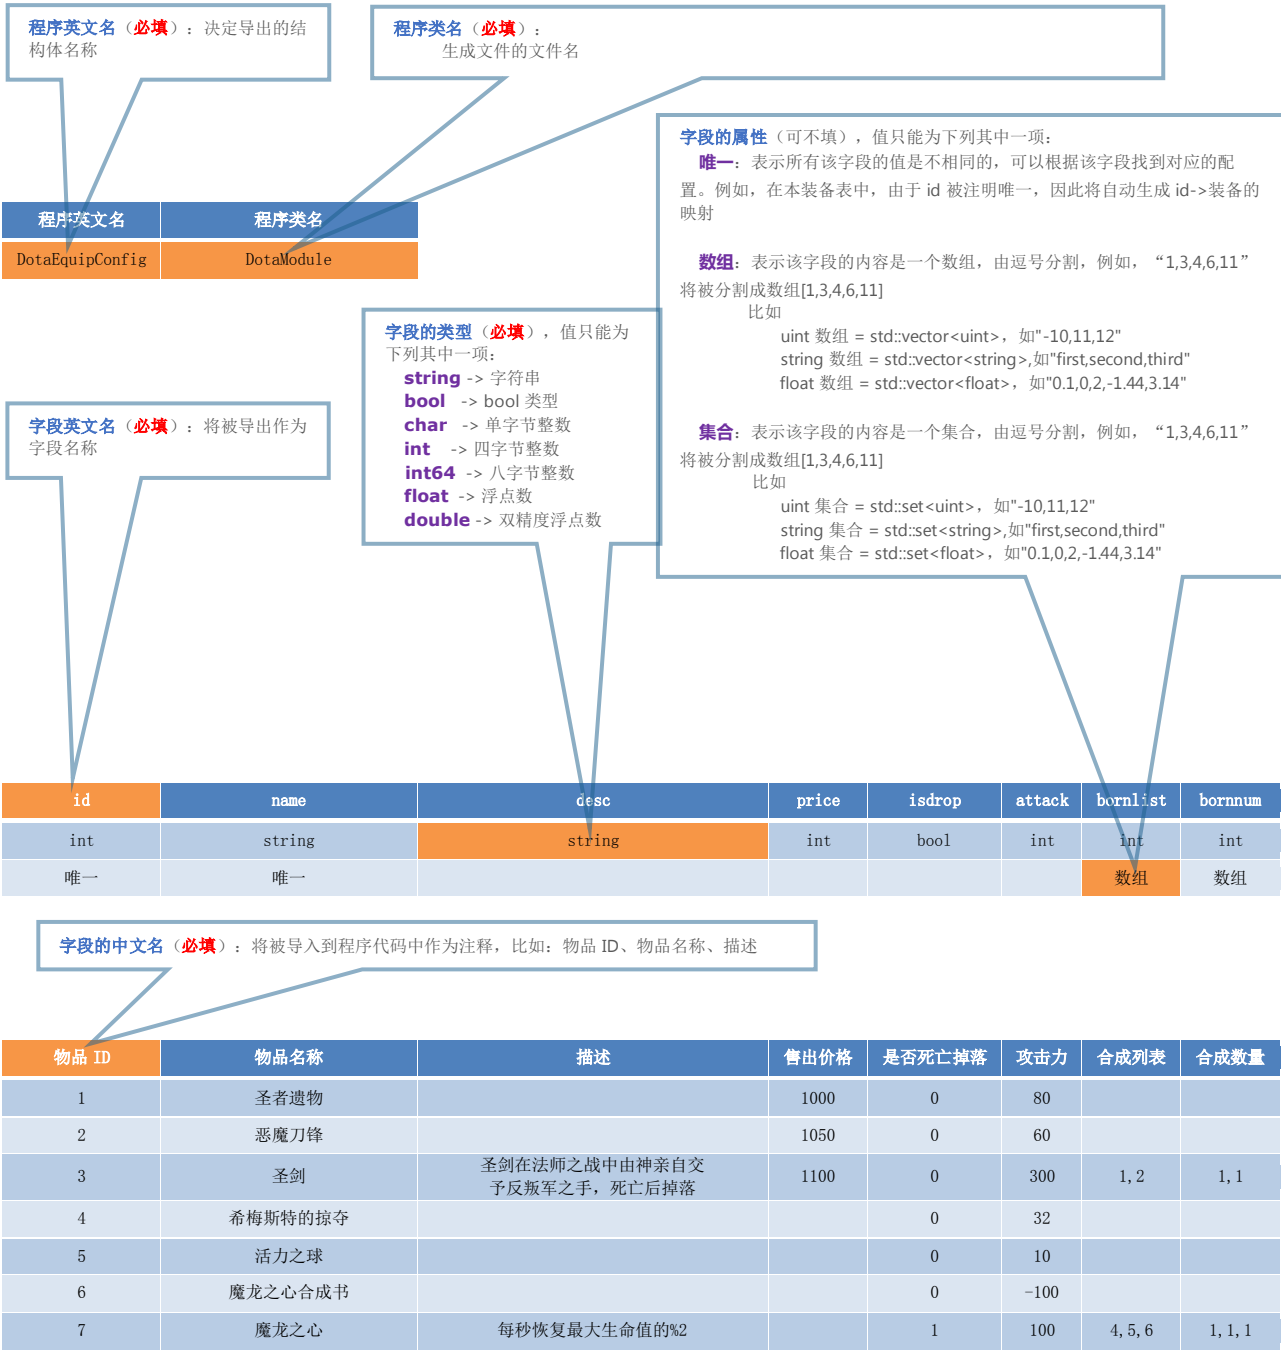 程序英文名（必填）: 决定导出的结
构体名称
程序类名（必填）:
生成文件的文件名
字段的属性（可不填），值只能为下列其中一项:
唯一: 表示所有该字段的值是不相同的，可以根据该字段找到对应的配
置。例如，在本装备表中，由于 id 被注明唯一，因此将自动生成 id->装备的
映射
数组: 表示该字段的内容是一个数组，由逗号分割，例如，“1,3,4,6,11”
将被分割成数组[1,3,4,6,11]
比如
uint 数组 = std::vector<uint>，如"-10,11,12"
string 数组 = std::vector<string>,如"first,second,third"
float 数组 = std::vector<float>，如"0.1,0,2,-1.44,3.14"
集合: 表示该字段的内容是一个集合，由逗号分割，例如，“1,3,4,6,11”
将被分割成数组[1,3,4,6,11]
比如
uint 集合 = std::set<uint>，如"-10,11,12"
string 集合 = std::set<string>,如"first,second,third"
float 集合 = std::set<float>，如"0.1,0,2,-1.44,3.14"
程序英文名 程序类名
DotaEquipConfig DotaModule
字段的类型（必填），值只能为
下列其中一项:
string -> 字符串
bool -> bool 类型
char -> 单字节整数
int -> 四字节整数
int64 -> 八字节整数
float -> 浮点数
double -> 双精度浮点数
字段英文名（必填）: 将被导出作为
字段名称
id name desc price isdrop attack bornlist bornnum
int string string int bool int int int
唯一 唯一 数组 数组
字段的中文名（必填）: 将被导入到程序代码中作为注释，比如: 物品 ID、物品名称、描述
物品 ID 物品名称 描述 售出价格 是否死亡掉落 攻击力 合成列表 合成数量
1 圣者遗物 1000 0 80
2 恶魔刀锋 1050 0 60
3 圣剑 圣剑在法师之战中由神亲自交 1100 0 300 1,2 1,1
予反叛军之手，死亡后掉落
4 希梅斯特的掠夺 0 32
5 活力之球 0 10
6 魔龙之心合成书 0 -100
7 魔龙之心 每秒恢复最大生命值的%2 1 100 4,5,6 1,1,1